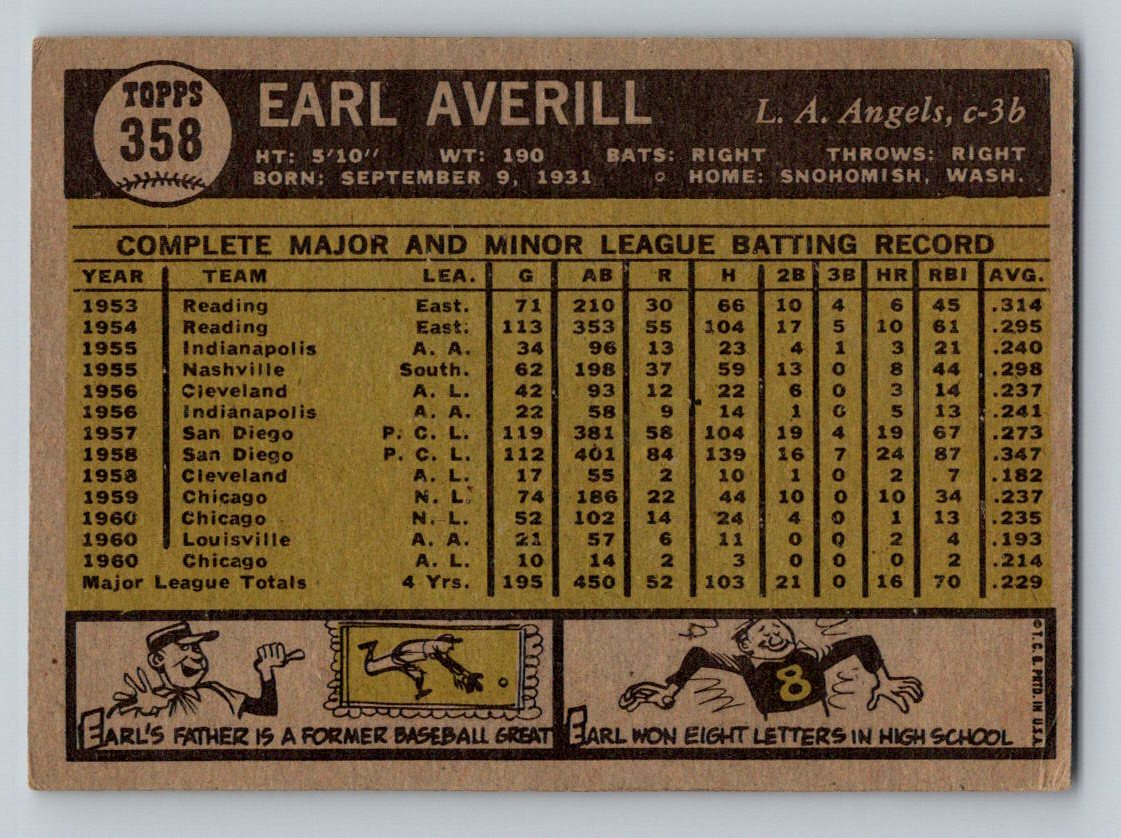 TOPPS
358
EARL AVERILL
L. A. Angels, c-3b
HT: 5'10" WT: 190 BATS: RIGHT THROWS: RIGHT
BORN: SEPTEMBER 9, 1931 HOME: SNOHOMISH, WASH.
COMPLETE MAJOR AND MINOR LEAGUE BATTING RECORD
YEAR TEAM LEA. G AB R H 2B 3B HR RBI AVG.
1953 Reading East. 71 210 30 66 10 4 6 45 .314
1954 Reading East. 113 353 55 104 17 5 10 61 .295
1955 Indianapolis A. A. 34 96 13 23 4 1 3 21 .240
1955 Nashville South. 62 198 37 59 13 0 8 44 .298
1956 Cleveland A. L. 42 93 12 22 6 0 3 14 .237
1956 Indianapolis A. A. 22 58 9 14 1 0 5 13 .241
1957 San Diego P. C. L. 119 381 58 104 19 4 19 67 .273
1958 San Diego P. C. L. 112 401 84 139 16 7 24 87 .347
1958 Cleveland A. L. 17 55 2 10 1 0 2 7 .182
1959 Chicago N. L. 74 186 22 44 10 0 10 34 .237
1960 Chicago N. L. 52 102 14 24 4 0 1 13 .235
1960 Louisville A. A. 21 57 6 11 0 0 2 4 .193
1960 Chicago A. L. 10 14 2 3 0 0 0 2 .214
Major League Totals 4 Yrs. 195 450 52 103 21 0 16 70 .229
EARL'S FATHER IS A FORMER BASEBALL GREAT
8
EARL WON EIGHT LETTERS IN HIGH SCHOOL
© T. C. G. PRTD. IN U.S.A.